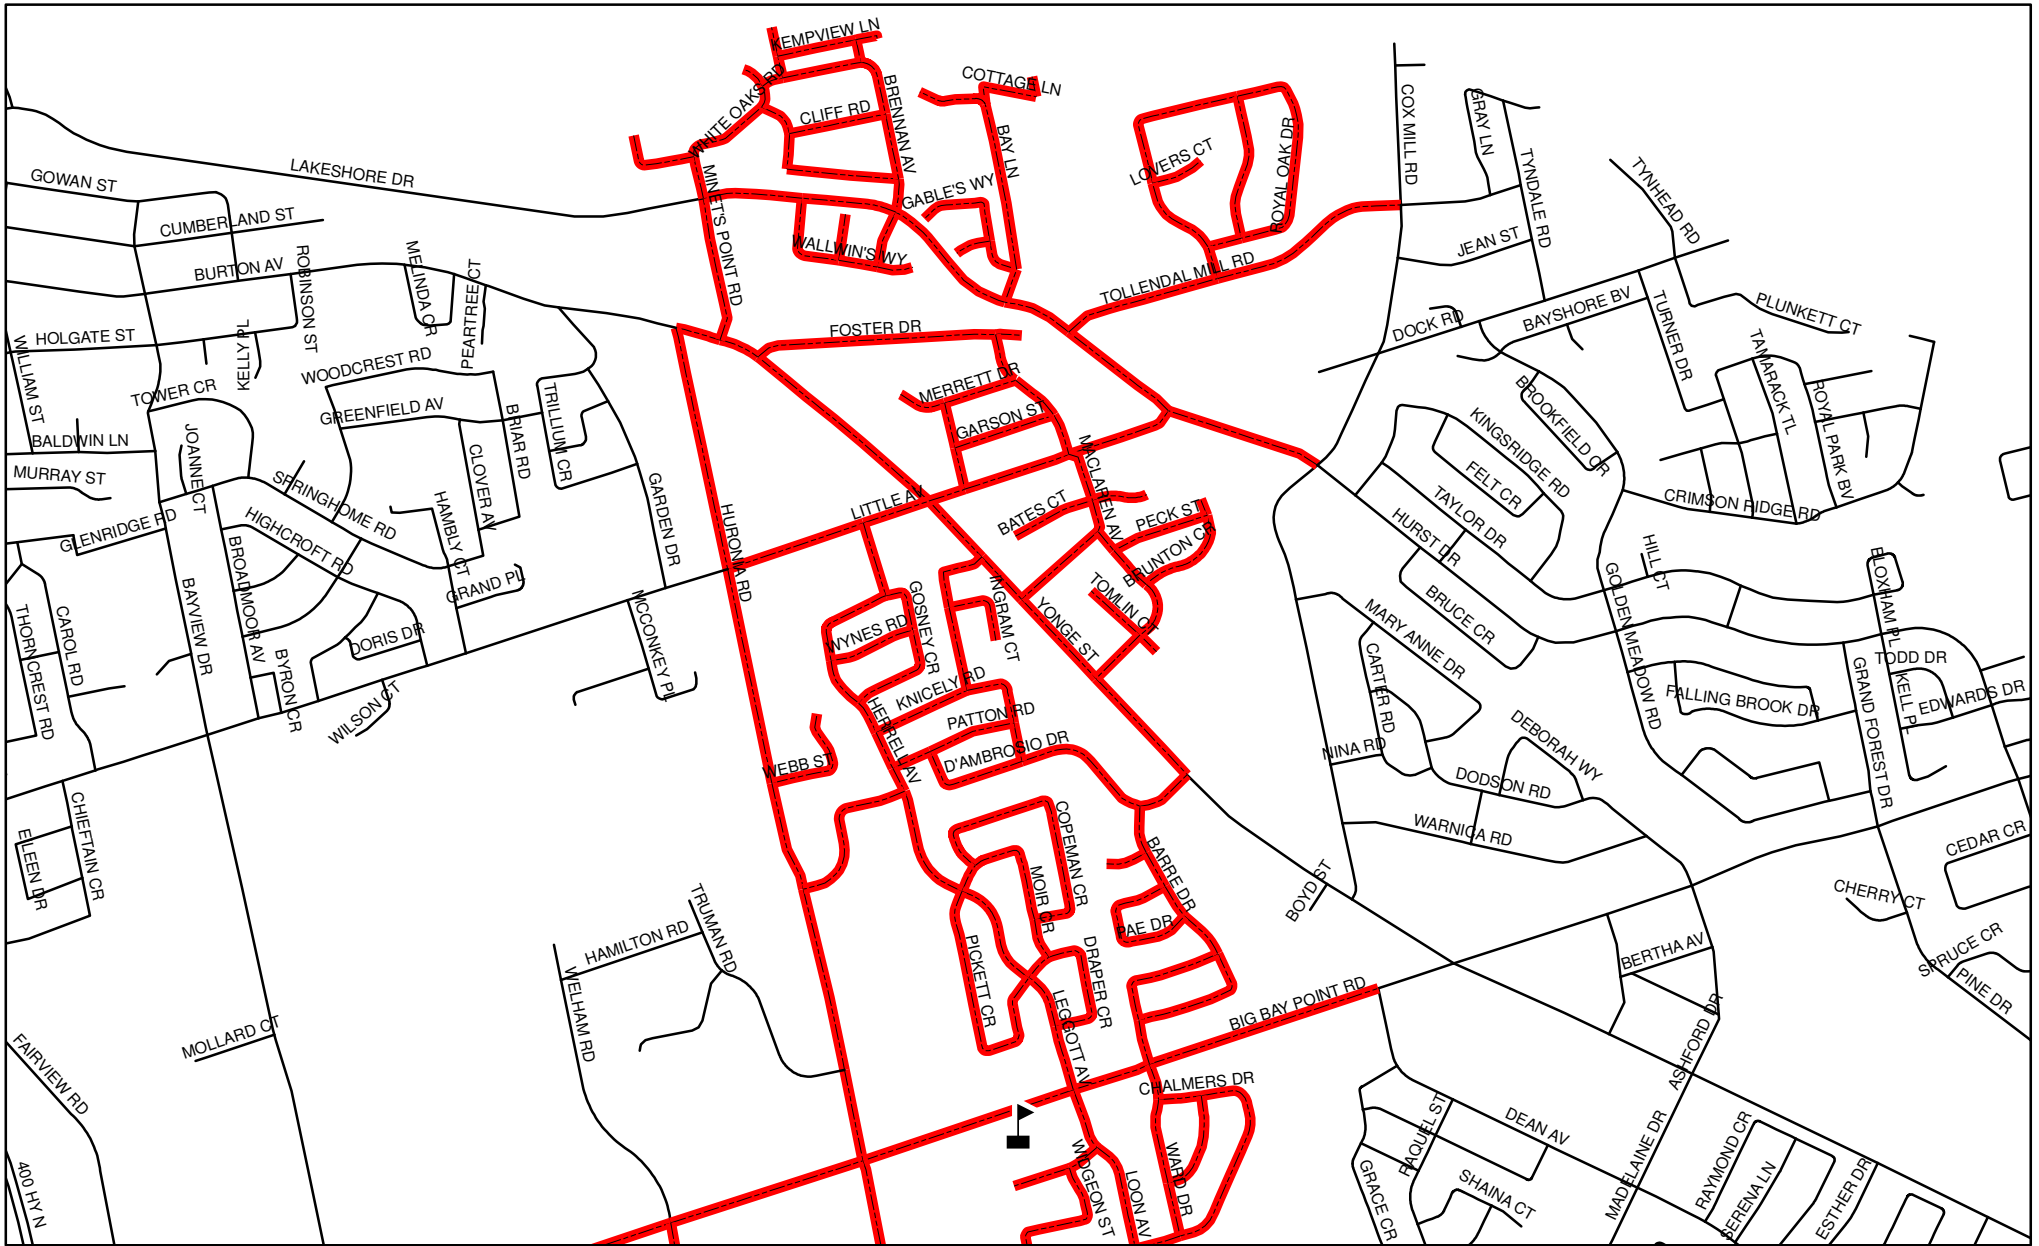 KEMPVIEW LN
WHITE OAKS RD
CLIFF RD
BRENNAN AV
COTTAGE LN
BAY LN
LOVERS CT
ROYAL OAK DR
COX MILL RD
GRAY LN
TYNDALE RD
TYNHEAD RD
JEAN ST
GOWAN ST
LAKESHORE DR
CUMBERLAND ST
BURTON AV
ROBINSON ST
MELINDA CR
PEARTREE CT
MINET'S POINT RD
GABLE'S WY
WALLWIN'S WY
TOLLENDAL MILL RD
FOSTER DR
DOCK RD
BAYSHORE BV
TURNER DR
PLUNKETT CT
TAMARACK TL
ROYAL PARK BV
HOLGATE ST
WILLIAM ST
KELLY PL
TOWER CR
WOODCREST RD
GREENFIELD AV
TRILLIUM CR
BRIAR RD
CLOVER AV
MERRETT DR
GARSON ST
MACLAREN AV
BROOKFIELD CR
KINGSRIDGE RD
FELT CR
TAYLOR DR
HURST DR
CRIMSON RIDGE RD
BALDWIN LN
MURRAY ST
JOANNE CT
SPRINGHOME RD
HIGHCROFT RD
HAMBLY CT
GARDEN DR
HURONIA RD
LITTLE AV
BATES CT
PECK ST
BRUNTON CR
TOMLIN CT
GLENRIDGE RD
BROADMOOR AV
BAYVIEW DR
GRAND PL
DORIS DR
BYRON CR
WILSON CT
MCCONKEY PL
THORNCREST RD
CAROL RD
GOSNEY CR
WYNES RD
INGRAM CT
YONGE ST
KNICELY RD
PATTON RD
D'AMBROSIO DR
HERRELL AV
WEBB ST
BRUCE CR
MARY ANNE DR
CARTER RD
NINA RD
HILL CT
GOLDEN MEADOW RD
FALLING BROOK DR
BLOXHAM PL
TODD DR
KELL PL
EDWARDS DR
GRAND FOREST DR
DEBORAH WY
DODSON RD
WARNICA RD
CEDAR CR
CHERRY CT
SPRUCE CR
PINE DR
CHIEFTAIN CR
EILEEN DR
COPEMAN CR
MOIR CR
BARRE DR
PAE DR
PICKETT CR
DRAPER CR
LEGGOTT AV
BOYD ST
BERTHA AV
ASHFORD DR
BIG BAY POINT RD
TRUMAN RD
HAMILTON RD
WELHAM RD
MOLLARD CT
FAIRVIEW RD
400 HY N
CHALMERS DR
WARD DR
WIDGEON ST
LOON AV
RAQUEL ST
DEAN AV
GRACE CR
SHAINA CT
MADELAINE DR
RAYMOND CR
SERENA LN
ESTHER DR